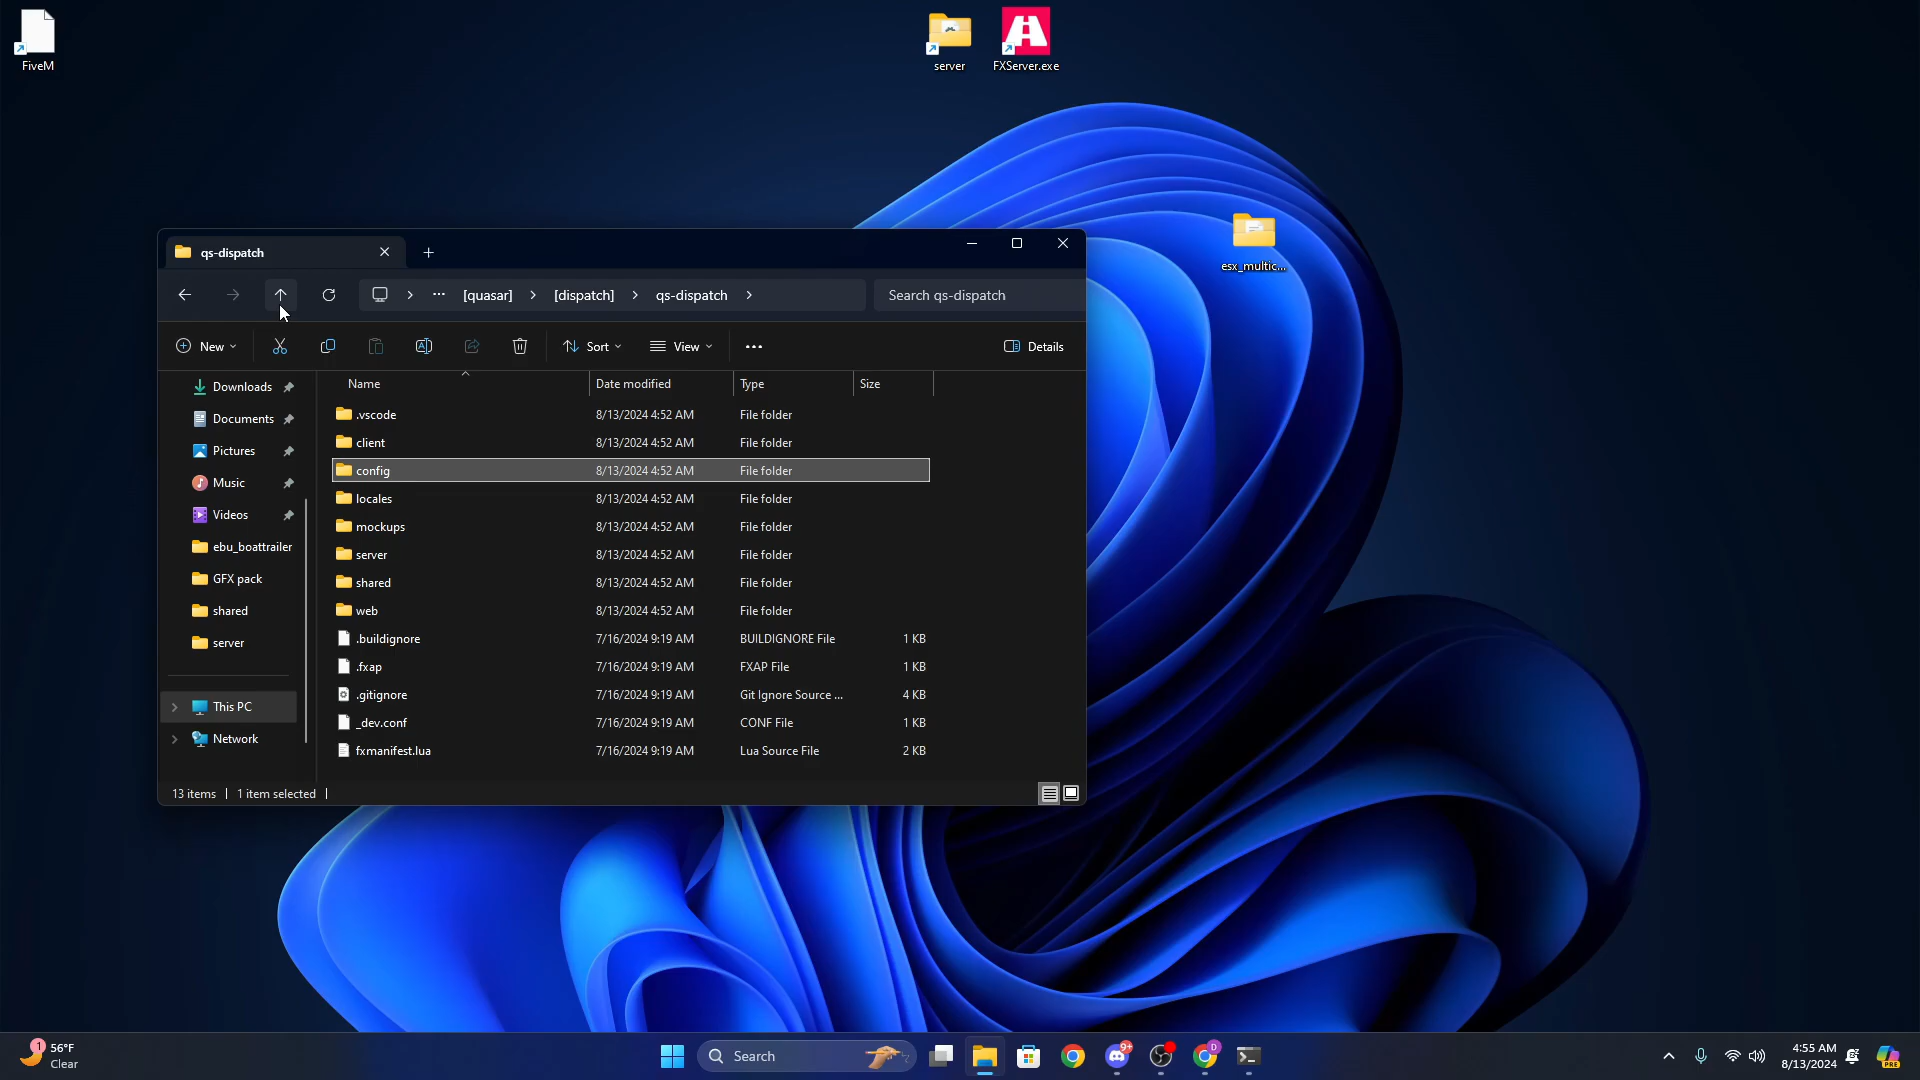 FiveM
server
FXServer.exe
esx_multic...
qs-dispatch
[quasar]
[dispatch]
qs-dispatch
Search qs-dispatch
New
Sort
View
Details
Downloads
Documents
Pictures
Music
Videos
ebu_boattrailer
GFX pack
shared
server
This PC
Network
Name Date modified Type Size
.vscode 8/13/2024 4:52 AM File folder
client 8/13/2024 4:52 AM File folder
config 8/13/2024 4:52 AM File folder
locales 8/13/2024 4:52 AM File folder
mockups 8/13/2024 4:52 AM File folder
server 8/13/2024 4:52 AM File folder
shared 8/13/2024 4:52 AM File folder
web 8/13/2024 4:52 AM File folder
.buildignore 7/16/2024 9:19 AM BUILDIGNORE File 1 KB
.fxap 7/16/2024 9:19 AM FXAP File 1 KB
.gitignore 7/16/2024 9:19 AM Git Ignore Source ... 4 KB
_dev.conf 7/16/2024 9:19 AM CONF File 1 KB
fxmanifest.lua 7/16/2024 9:19 AM Lua Source File 2 KB
13 items 1 item selected
1
56°F
Clear
Search
9+
D
4:55 AM
8/13/2024
PRE